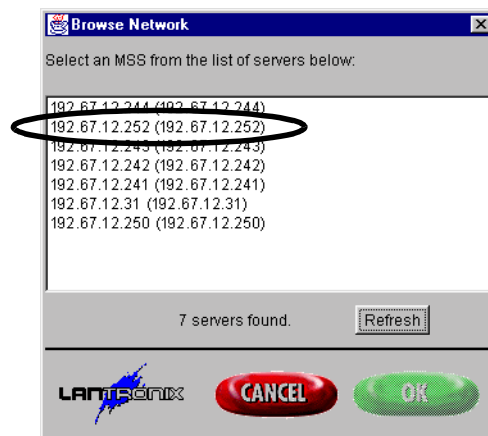 Browse Network
Select an MSS from the list of servers below:
192.67.12.244 (192.67.12.244)
192.67.12.252 (192.67.12.252)
192.67.12.243 (192.67.12.243)
192.67.12.242 (192.67.12.242)
192.67.12.241 (192.67.12.241)
192.67.12.31 (192.67.12.31)
192.67.12.250 (192.67.12.250)
7 servers found.
Refresh
LANTRONIX
CANCEL
OK